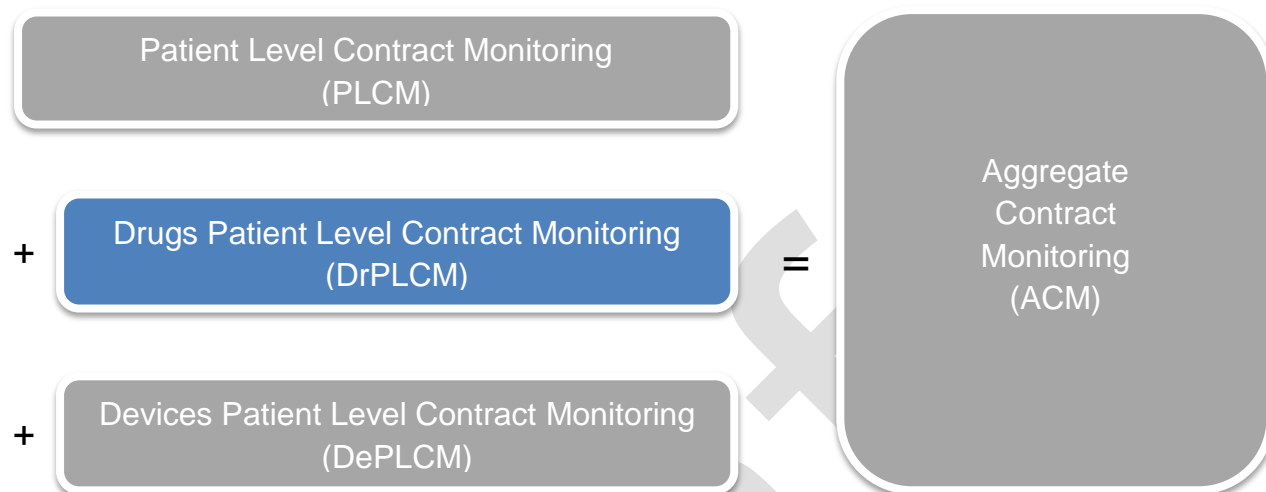 Patient Level Contract Monitoring
(PLCM)
+
Drugs Patient Level Contract Monitoring
(DrPLCM)
+
Devices Patient Level Contract Monitoring
(DePLCM)
=
Aggregate
Contract
Monitoring
(ACM)